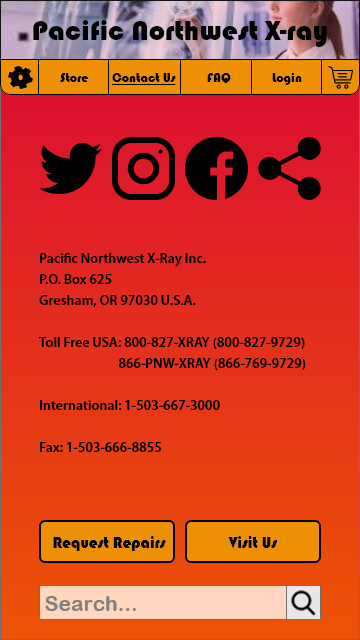 Pacific Northwest X-ray
Store
Contact Us
FAQ
Login
Pacific Northwest X-Ray Inc.
P.O. Box 625
Gresham, OR 97030 U.S.A.
Toll Free USA: 800-827-XRAY (800-827-9729)
866-PNW-XRAY (866-769-9729)
International: 1-503-667-3000
Fax: 1-503-666-8855
Request Repairs
Visit Us
Search...